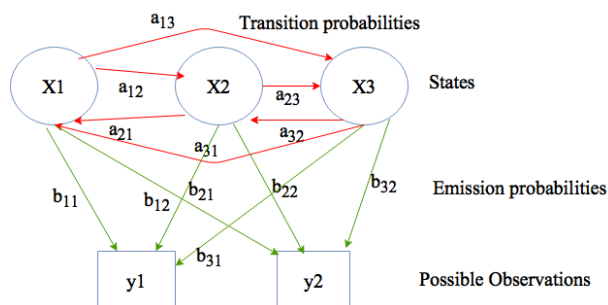 a13 Transition probabilities
X1 X2 X3 States
a12 a23
a21 a31 a32
b11 b12 b21 b22 b32 Emission probabilities
b31
y1 y2 Possible Observations